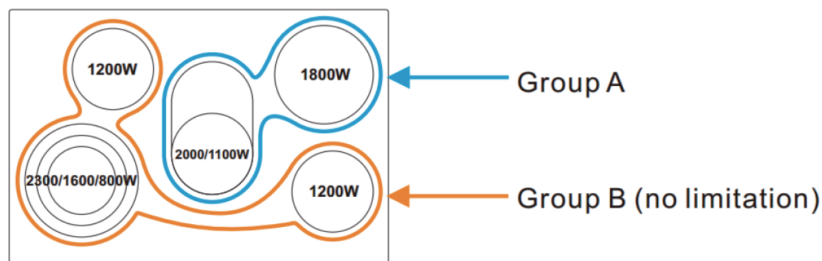 1200W
1800W
Group A
2000/1100W
2300/1600/800W
1200W
Group B (no limitation)